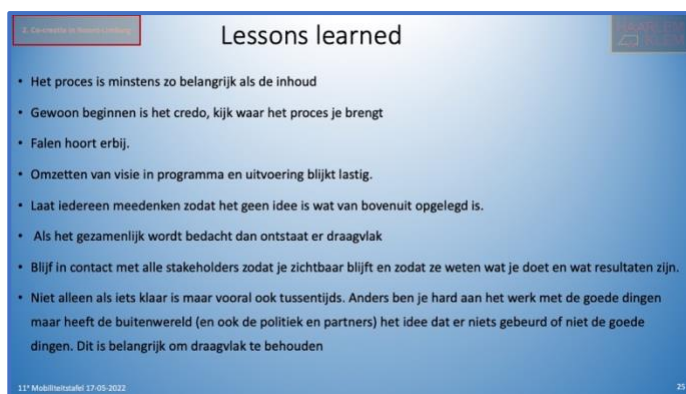 2. Co-creatie in Noord-Limburg
Lessons learned
• Het proces is minstens zo belangrijk als de inhoud
• Gewoon beginnen is het credo, kijk waar het proces je brengt
• Falen hoort erbij.
• Omzetten van visie in programma en uitvoering blijkt lastig.
• Laat iedereen meedenken zodat het geen idee is wat van bovenuit opgelegd is.
• Als het gezamenlijk wordt bedacht dan ontstaat er draagvlak
• Blijf in contact met alle stakeholders zodat je zichtbaar blijft en zodat ze weten wat je doet en wat resultaten zijn.
• Niet alleen als iets klaar is maar vooral ook tussentijds. Anders ben je hard aan het werk met de goede dingen
maar heeft de buitenwereld (en ook de politiek en partners) het idee dat er niets gebeurd of niet de goede
dingen. Dit is belangrijk om draagvlak te behouden
11e Mobiliteitstafel 17-05-2022
25